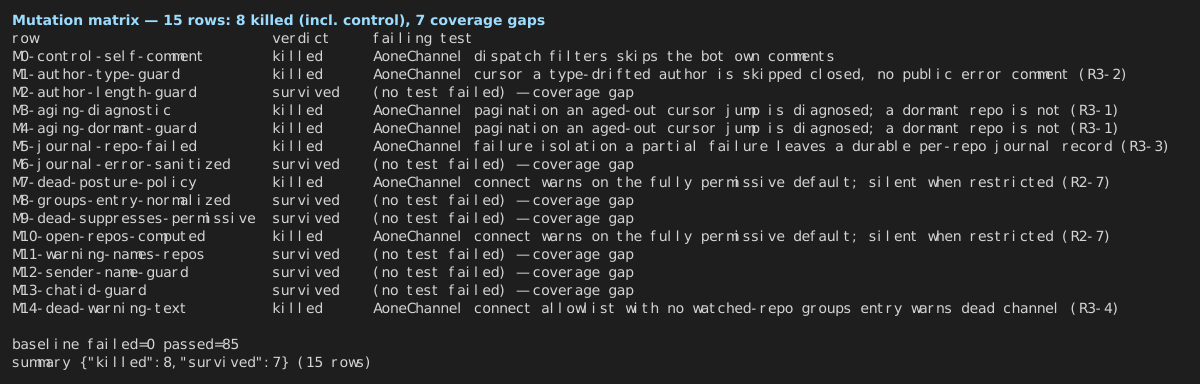 Mutation matrix — 15 rows: 8 killed (incl. control), 7 coverage gaps
row verdict failing test
M0-control-self-comment killed AoneChannel dispatch filters skips the bot own comments
M1-author-type-guard killed AoneChannel cursor a type-drifted author is skipped closed, no public error comment (R3-2)
M2-author-length-guard survived (no test failed) — coverage gap
M3-aging-diagnostic killed AoneChannel pagination an aged-out cursor jump is diagnosed; a dormant repo is not (R3-1)
M4-aging-dormant-guard killed AoneChannel pagination an aged-out cursor jump is diagnosed; a dormant repo is not (R3-1)
M5-journal-repo-failed killed AoneChannel failure isolation a partial failure leaves a durable per-repo journal record (R3-3)
M6-journal-error-sanitized survived (no test failed) — coverage gap
M7-dead-posture-policy killed AoneChannel connect warns on the fully permissive default; silent when restricted (R2-7)
M8-groups-entry-normalized survived (no test failed) — coverage gap
M9-dead-suppresses-permissive survived (no test failed) — coverage gap
M10-open-repos-computed killed AoneChannel connect warns on the fully permissive default; silent when restricted (R2-7)
M11-warning-names-repos survived (no test failed) — coverage gap
M12-sender-name-guard survived (no test failed) — coverage gap
M13-chatid-guard survived (no test failed) — coverage gap
M14-dead-warning-text killed AoneChannel connect allowlist with no watched-repo groups entry warns dead channel (R3-4)
baseline failed=0 passed=85
summary {"killed":8,"survived":7} (15 rows)